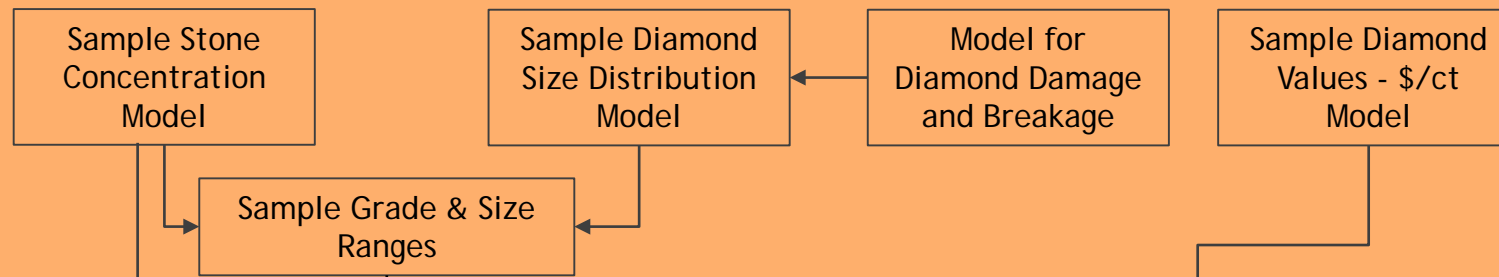 Sample Stone
Concentration
Model
Sample Diamond
Size Distribution
Model
Model for
Diamond Damage
and Breakage
Sample Diamond
Values - $/ct
Model
Sample Grade & Size
Ranges